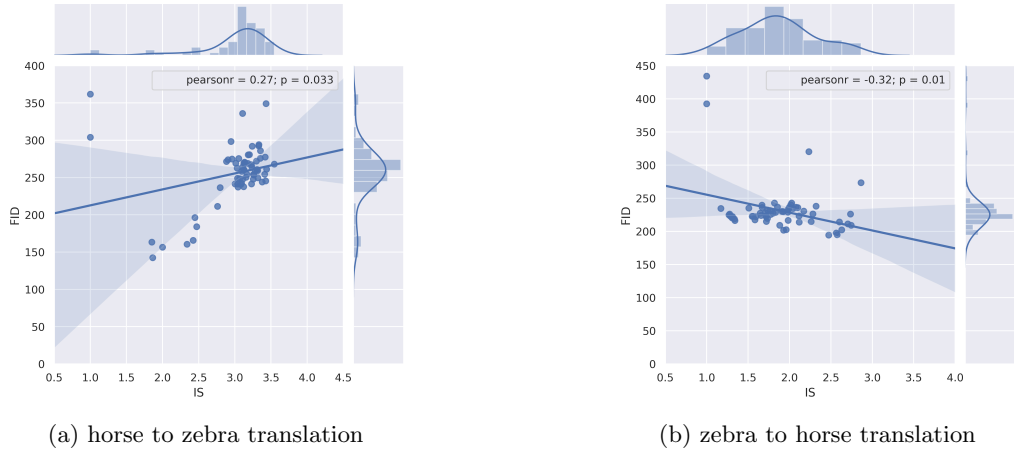 400
350
300
250
200
150
100
50
0
FID
0.5 1.0 1.5 2.0 2.5 3.0 3.5 4.0 4.5
IS
pearsonr = 0.27; p = 0.033
(a) horse to zebra translation
450
400
350
300
250
200
150
100
50
0
FID
0.5 1.0 1.5 2.0 2.5 3.0 3.5 4.0
IS
pearsonr = -0.32; p = 0.01
(b) zebra to horse translation